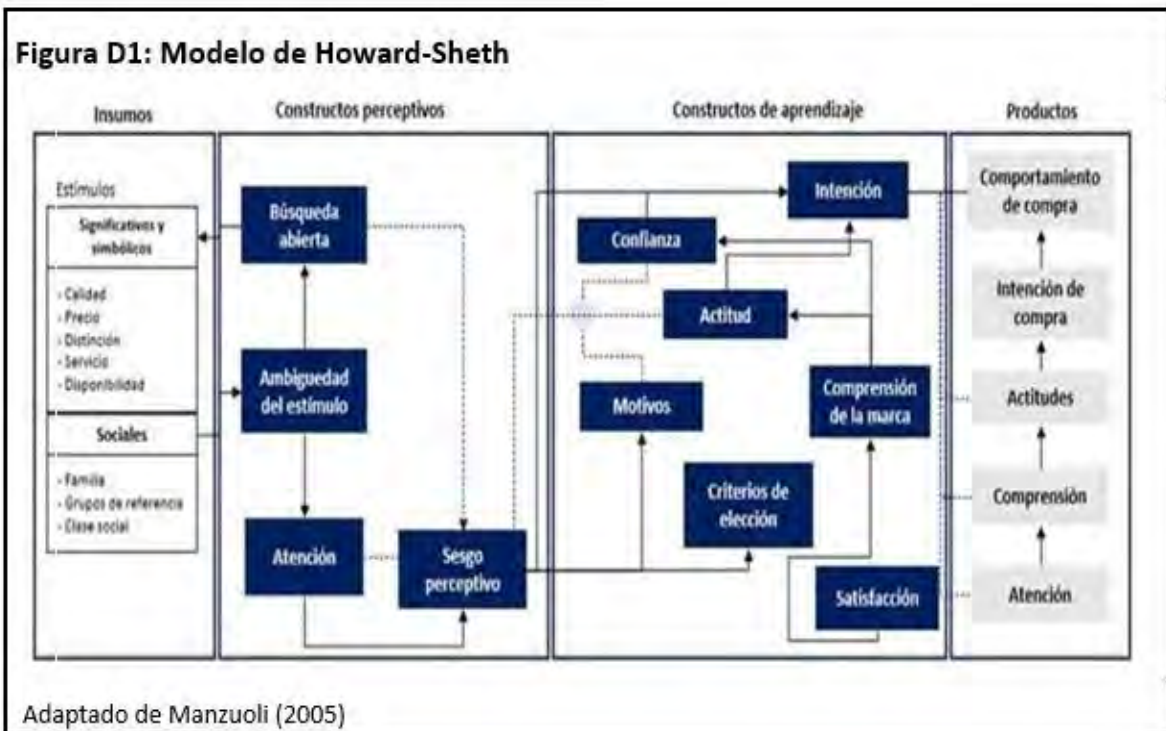 Figura D1: Modelo de Howard-Sheth
Insumos
Constructos perceptivos
Constructos de aprendizaje
Productos
Estímulos
Significativos y
simbólicos
- Calidad
- Precio
- Distinción
- Servicio
- Disponibilidad
Sociales
- Familia
- Grupos de referencia
- Clase social
Búsqueda
abierta
Ambiguedad
del estímulo
Atención
Sesgo
perceptivo
Intención
Confianza
Actitud
Motivos
Comprensión
de la marca
Criterios de
elección
Satisfacción
Comportamiento
de compra
Intención de
compra
Actitudes
Comprensión
Atención
Adaptado de Manzuoli (2005)